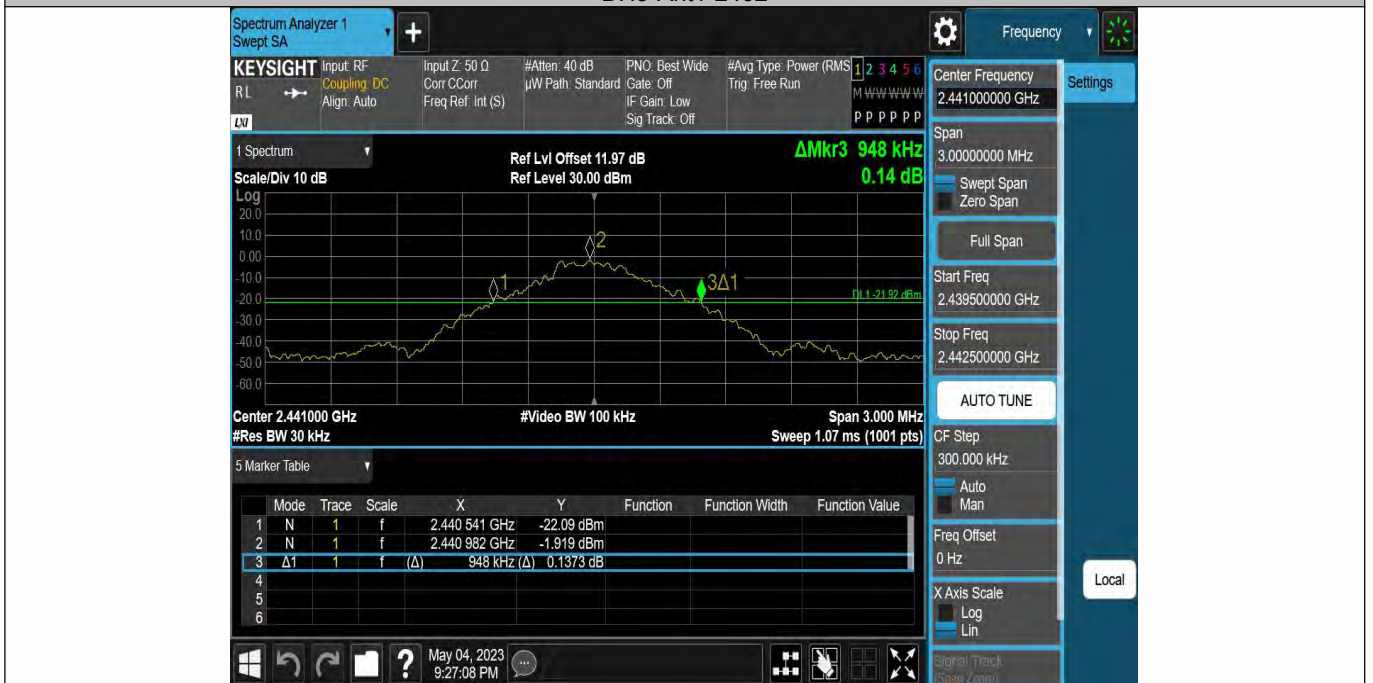 Spectrum Analyzer 1
Swept SA
Frequency
KEYSIGHT
RL
LXI
Input: RF
Coupling: DC
Align: Auto
Input Z: 50 Ω
Corr CCorr
Freq Ref: Int (S)
#Atten: 40 dB
µW Path: Standard
PNO: Best Wide
Gate: Off
IF Gain: Low
Sig Track: Off
#Avg Type: Power (RMS
Trig: Free Run
1 2 3 4 5 6
M W W W W W
P P P P P P
1 Spectrum
Scale/Div 10 dB
Ref Lvl Offset 11.97 dB
Ref Level 30.00 dBm
ΔMkr3 948 kHz
0.14 dB
Log
20.0
10.0
0.00
-10.0
-20.0
-30.0
-40.0
-50.0
-60.0
1
2
3Δ1
DL1 -21.92 dBm
Center 2.441000 GHz
#Res BW 30 kHz
#Video BW 100 kHz
Span 3.000 MHz
Sweep 1.07 ms (1001 pts)
5 Marker Table
Mode Trace Scale X Y Function Function Width Function Value
1 N 1 f 2.440 541 GHz -22.09 dBm
2 N 1 f 2.440 982 GHz -1.919 dBm
3 Δ1 1 f (Δ) 948 kHz (Δ) 0.1373 dB
4
5
6
May 04, 2023
9:27:08 PM
Center Frequency
2.441000000 GHz
Settings
Span
3.00000000 MHz
Swept Span
Zero Span
Full Span
Start Freq
2.439500000 GHz
Stop Freq
2.442500000 GHz
AUTO TUNE
CF Step
300.000 kHz
Auto
Man
Freq Offset
0 Hz
X Axis Scale
Log
Lin
Signal Track
(Span Zoom)
Local